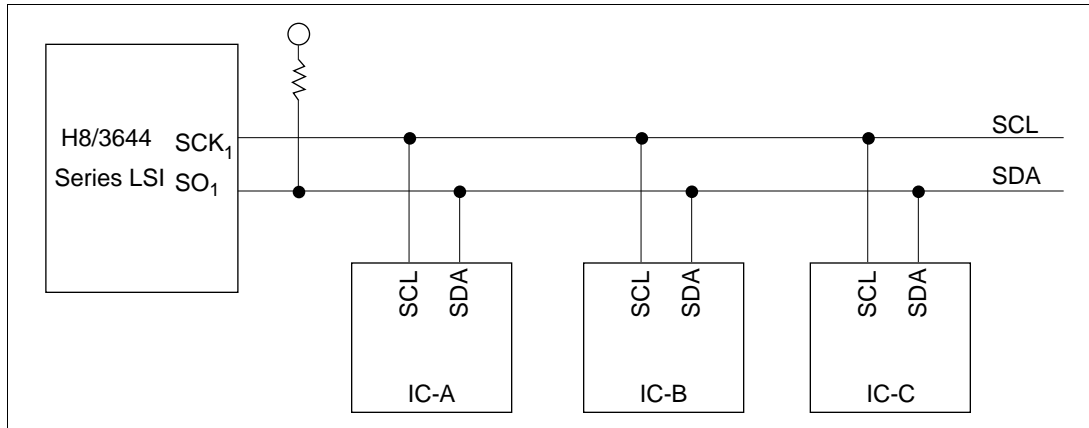 H8/3644 SCK₁
Series LSI SO₁
SCL
SDA
SCL SDA
IC-A
SCL SDA
IC-B
SCL SDA
IC-C